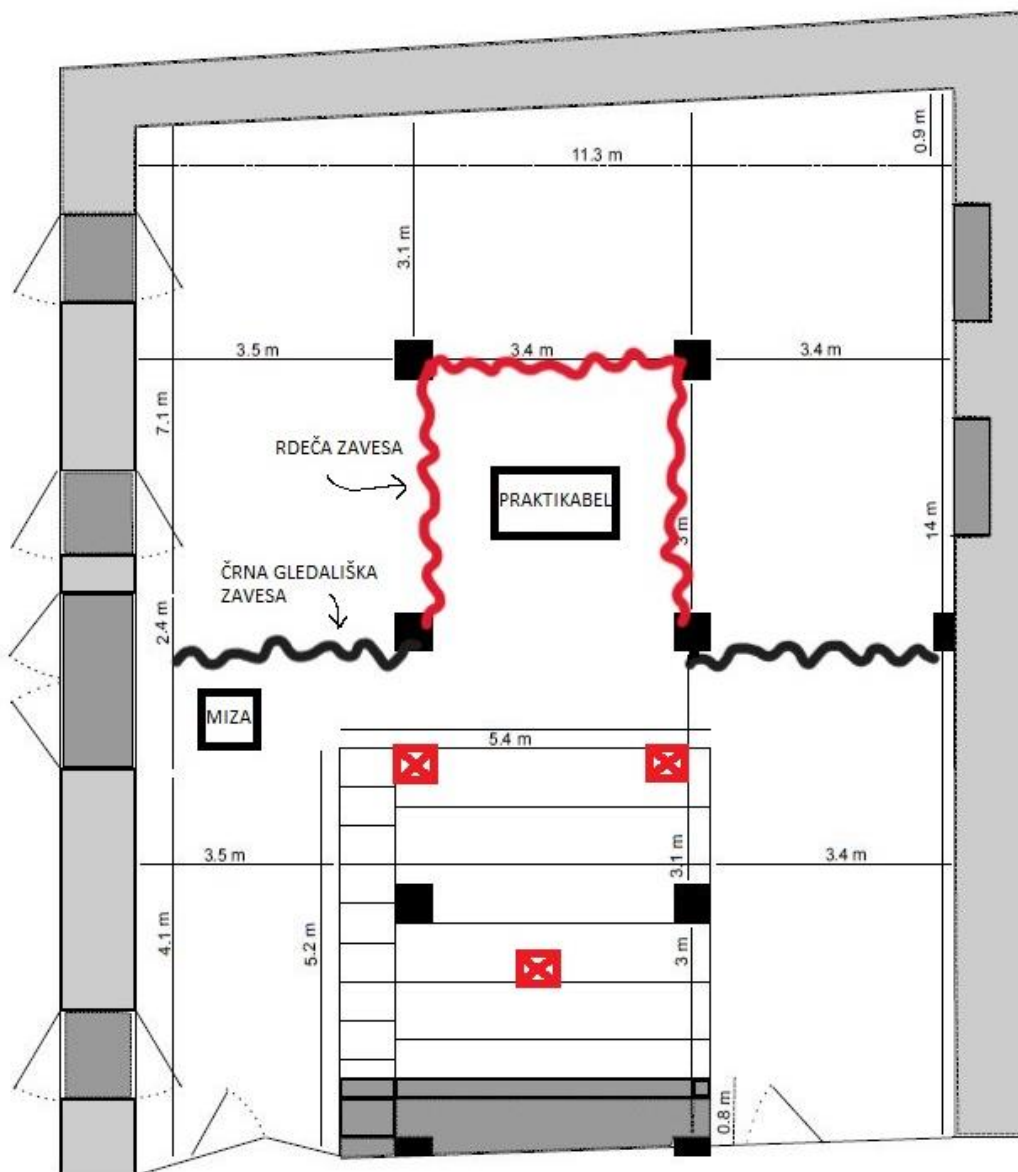 0.9 m
11.3 m
3.1 m
3.5 m
3.4 m
3.4 m
7.1 m
RDEČA ZAVESA
PRAKTIKABEL
3 m
14 m
ČRNA GLEDALIŠKA
ZAVESA
2.4 m
MIZA
5.4 m
3.5 m
3.1 m
3.4 m
4.1 m
5.2 m
3 m
0.8 m